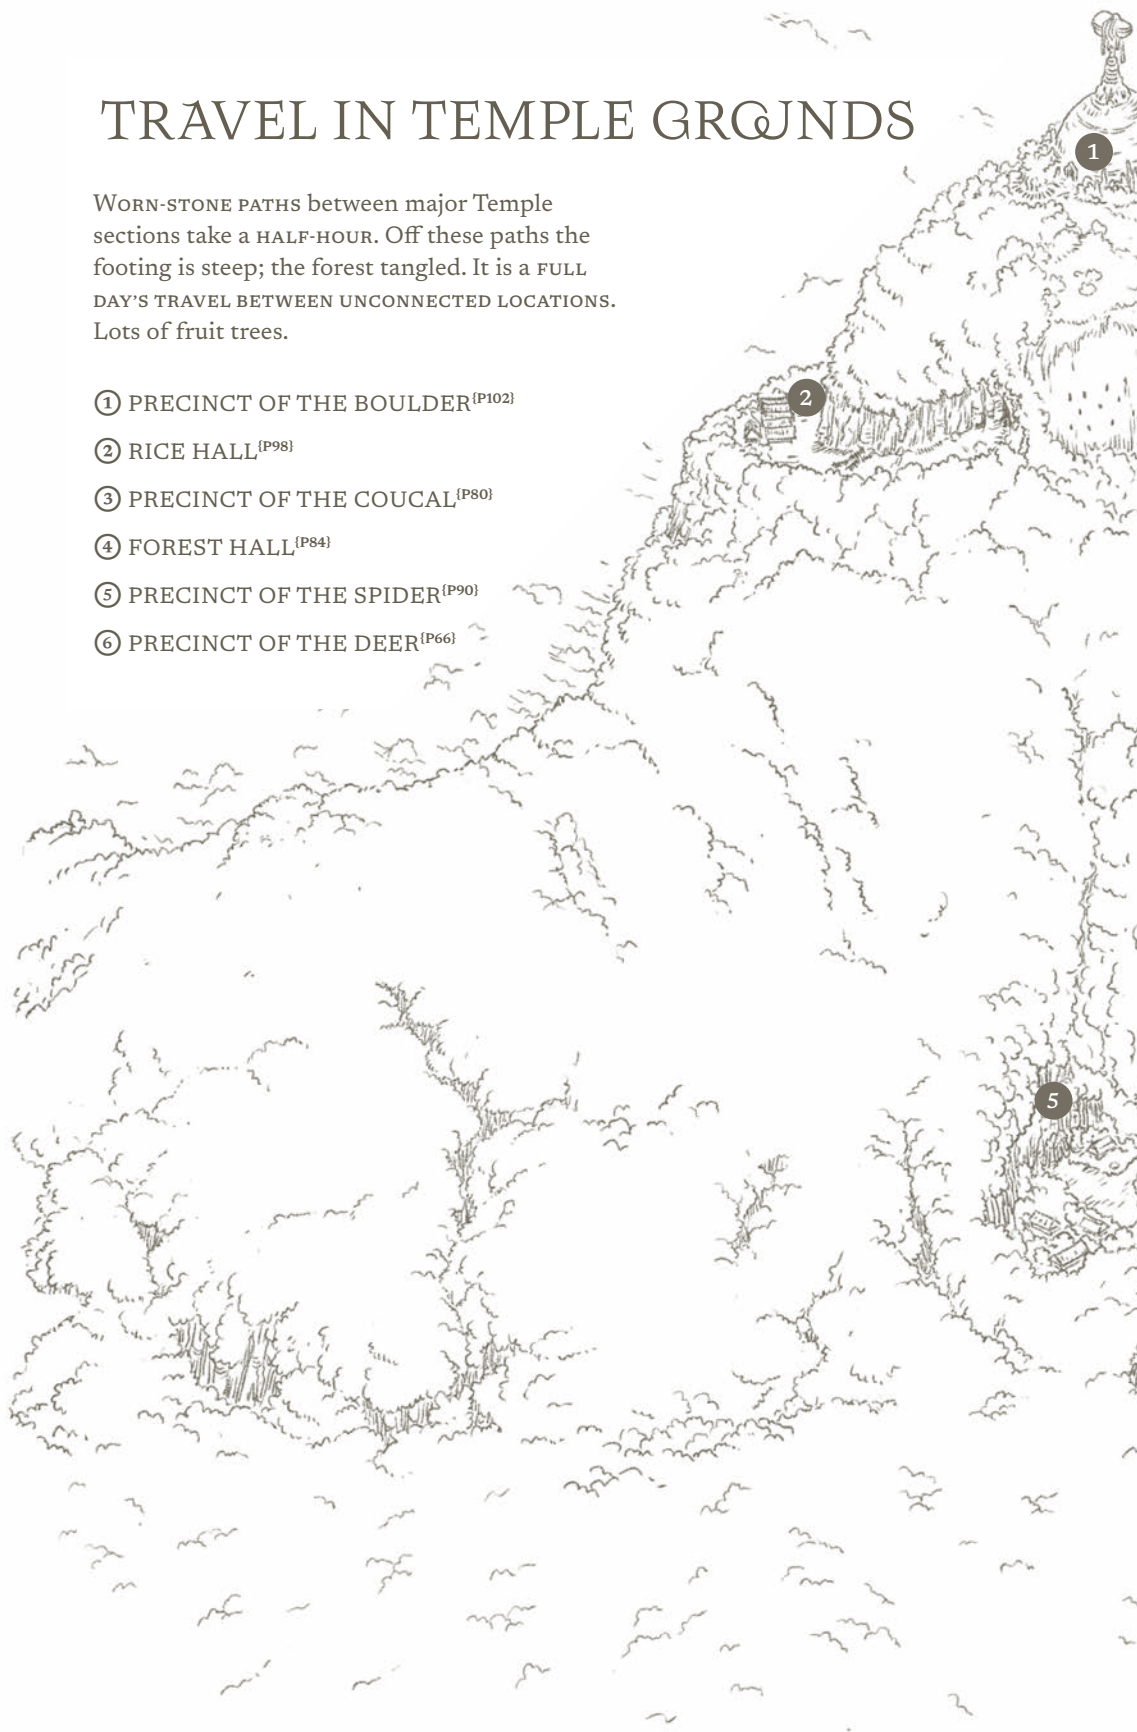 TRAVEL IN TEMPLE GROUNDS
1
WORN-STONE PATHS between major Temple
sections take a HALF-HOUR. Off these paths the
footing is steep; the forest tangled. It is a FULL
DAY'S TRAVEL BETWEEN UNCONNECTED LOCATIONS.
Lots of fruit trees.
2
① PRECINCT OF THE BOULDER{P102}
② RICE HALL{P98}
③ PRECINCT OF THE COUCAL{P80}
④ FOREST HALL{P84}
⑤ PRECINCT OF THE SPIDER{P90}
⑥ PRECINCT OF THE DEER{P66}
5